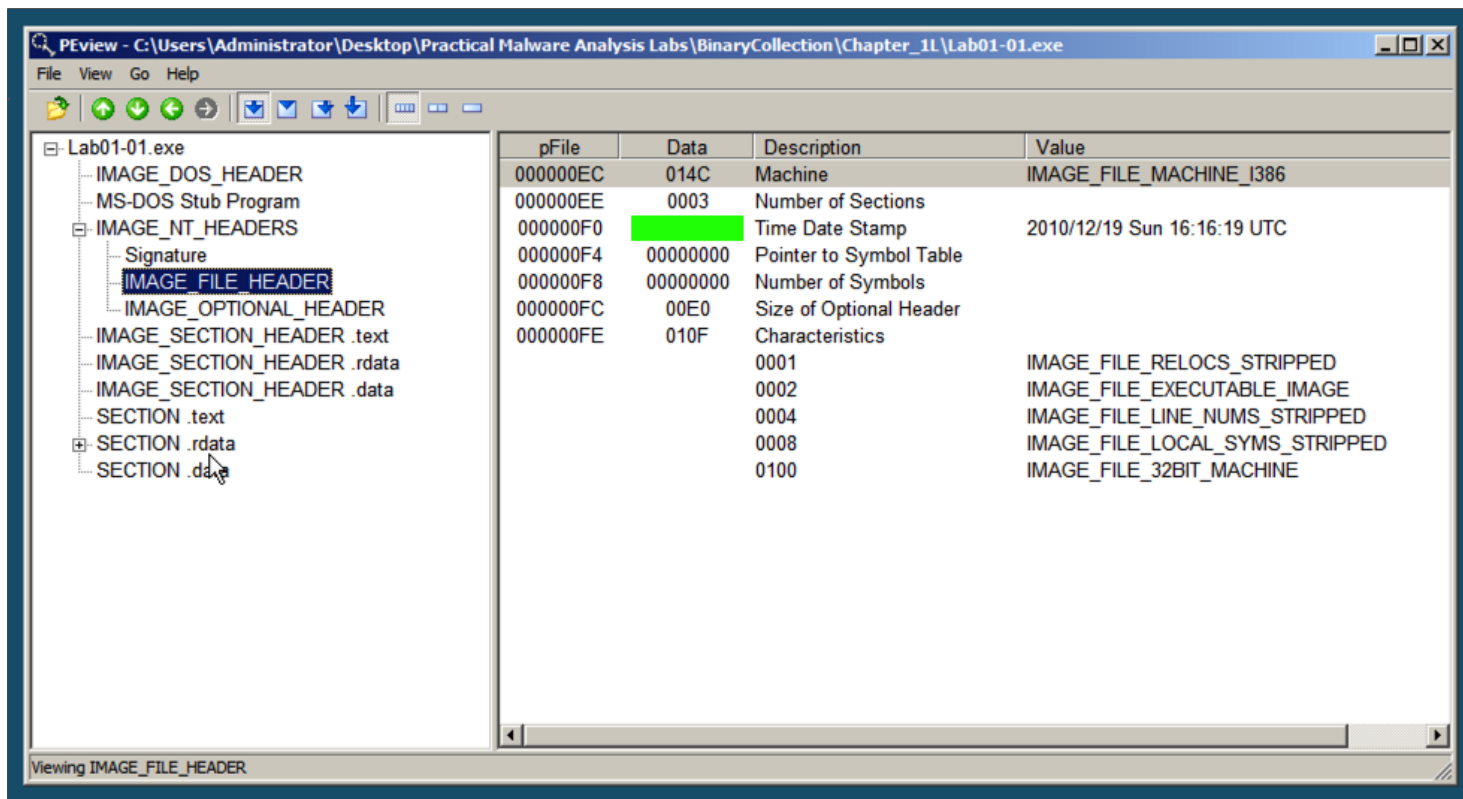 PEview - C:\Users\Administrator\Desktop\Practical Malware Analysis Labs\BinaryCollection\Chapter_1L\Lab01-01.exe
File View Go Help
Lab01-01.exe
IMAGE_DOS_HEADER
MS-DOS Stub Program
IMAGE_NT_HEADERS
Signature
IMAGE_FILE_HEADER
IMAGE_OPTIONAL_HEADER
IMAGE_SECTION_HEADER .text
IMAGE_SECTION_HEADER .rdata
IMAGE_SECTION_HEADER .data
SECTION .text
SECTION .rdata
SECTION .data
pFile Data Description Value
000000EC 014C Machine IMAGE_FILE_MACHINE_I386
000000EE 0003 Number of Sections
000000F0 Time Date Stamp 2010/12/19 Sun 16:16:19 UTC
000000F4 00000000 Pointer to Symbol Table
000000F8 00000000 Number of Symbols
000000FC 00E0 Size of Optional Header
000000FE 010F Characteristics
0001 IMAGE_FILE_RELOCS_STRIPPED
0002 IMAGE_FILE_EXECUTABLE_IMAGE
0004 IMAGE_FILE_LINE_NUMS_STRIPPED
0008 IMAGE_FILE_LOCAL_SYMS_STRIPPED
0100 IMAGE_FILE_32BIT_MACHINE
Viewing IMAGE_FILE_HEADER